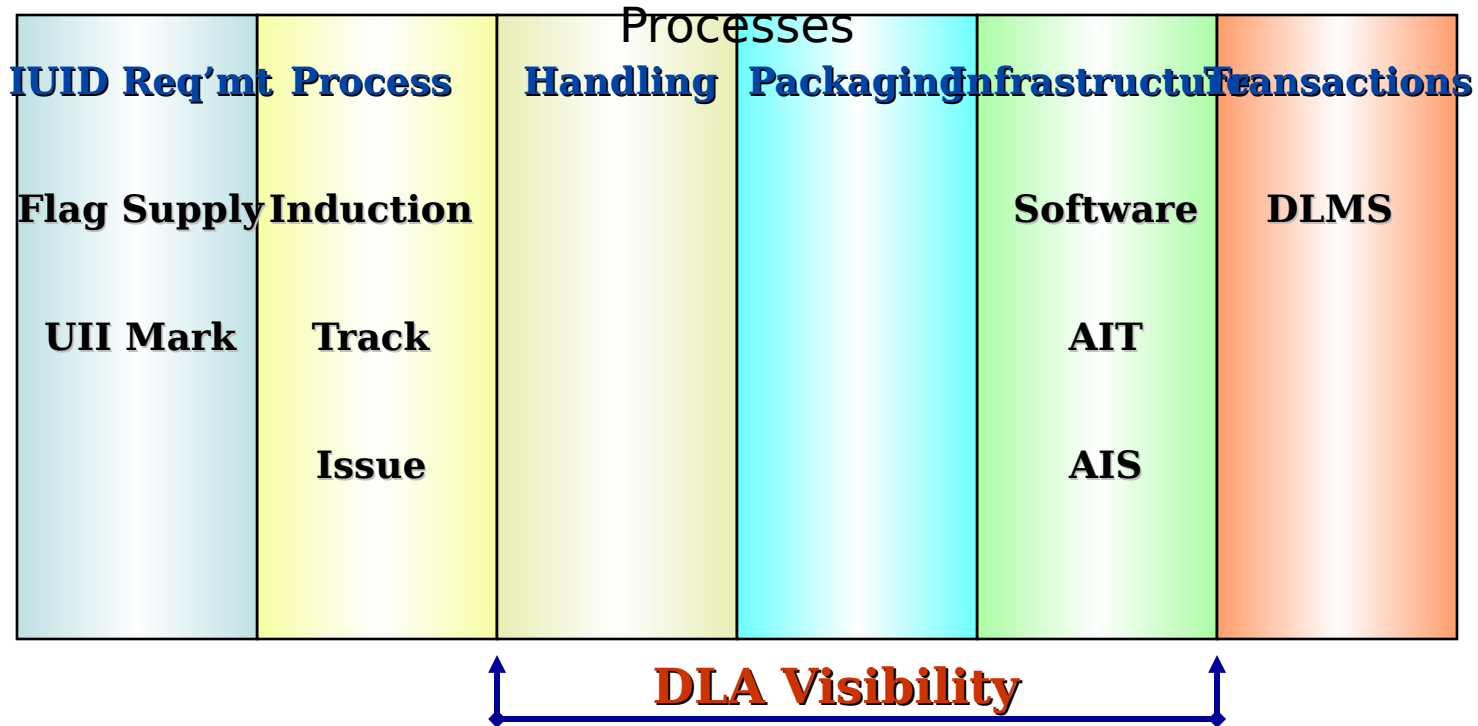 Processes
IUID Req’mt Process Handling Packaging Infrastructure Transactions
Flag Supply Induction Software DLMS
UII Mark Track AIT
Issue AIS
DLA Visibility